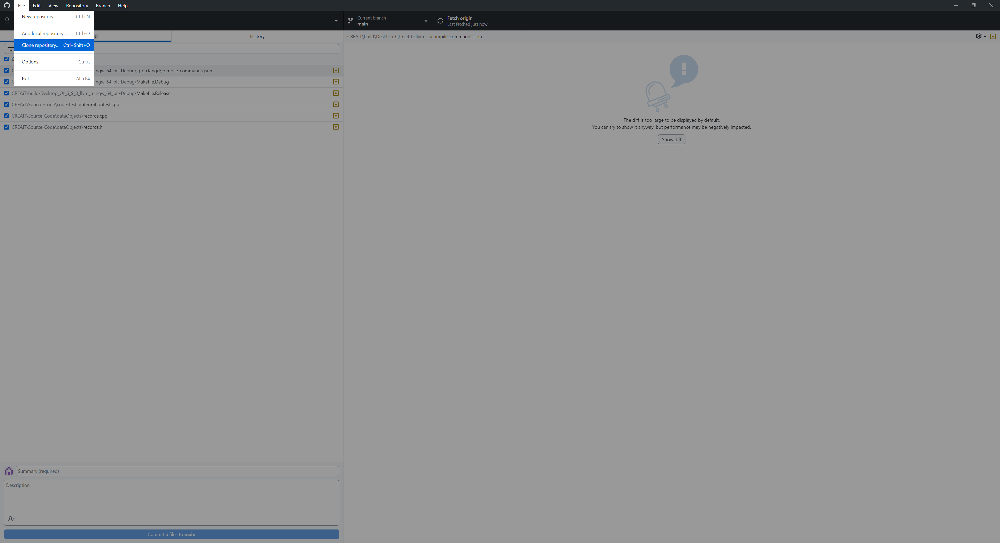 File Edit View Repository Branch Help
New repository... Ctrl+N
Add local repository... Ctrl+O
Clone repository... Ctrl+Shift+O
Options... Ctrl+,
Exit Alt+F4
Current branch
main
Fetch origin
Last fetched just now
6
History
CREAiT\build\Desktop_Qt_6_9_0_llvm_...\compile_commands.json
6
ingw_64_bit-Debug\.qtc_clangd\compile_commands.json
ingw_64_bit-Debug\Makefile.Debug
CREAiT\build\Desktop_Qt_6_9_0_llvm_mingw_64_bit-Debug\Makefile.Release
CREAiT\Source-Code\code-tests\integrationtest.cpp
CREAiT\Source-Code\dataObjects\records.cpp
CREAiT\Source-Code\dataObjects\records.h
The diff is too large to be displayed by default.
You can try to show it anyway, but performance may be negatively impacted.
Show diff
Summary (required)
Description
Commit 6 files to main